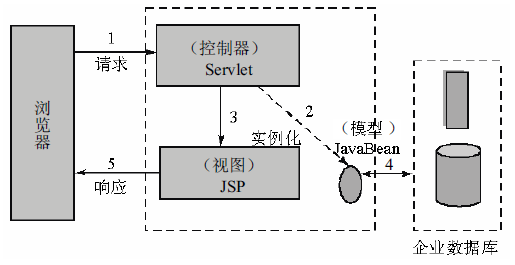 1
请求
浏览器
（控制器）
Servlet
3
2
实例化
（模型）
JavaBean
4
（视图）
JSP
5
响应
企业数据库